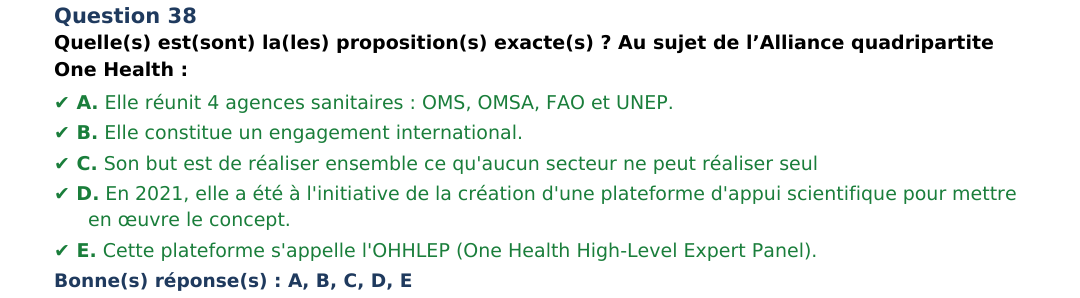 Question 38
Quelle(s) est(sont) la(les) proposition(s) exacte(s) ? Au sujet de l’Alliance quadripartite
One Health :
✔ A. Elle réunit 4 agences sanitaires : OMS, OMSA, FAO et UNEP.
✔ B. Elle constitue un engagement international.
✔ C. Son but est de réaliser ensemble ce qu'aucun secteur ne peut réaliser seul
✔ D. En 2021, elle a été à l'initiative de la création d'une plateforme d'appui scientifique pour mettre
en œuvre le concept.
✔ E. Cette plateforme s'appelle l'OHHLEP (One Health High-Level Expert Panel).
Bonne(s) réponse(s) : A, B, C, D, E